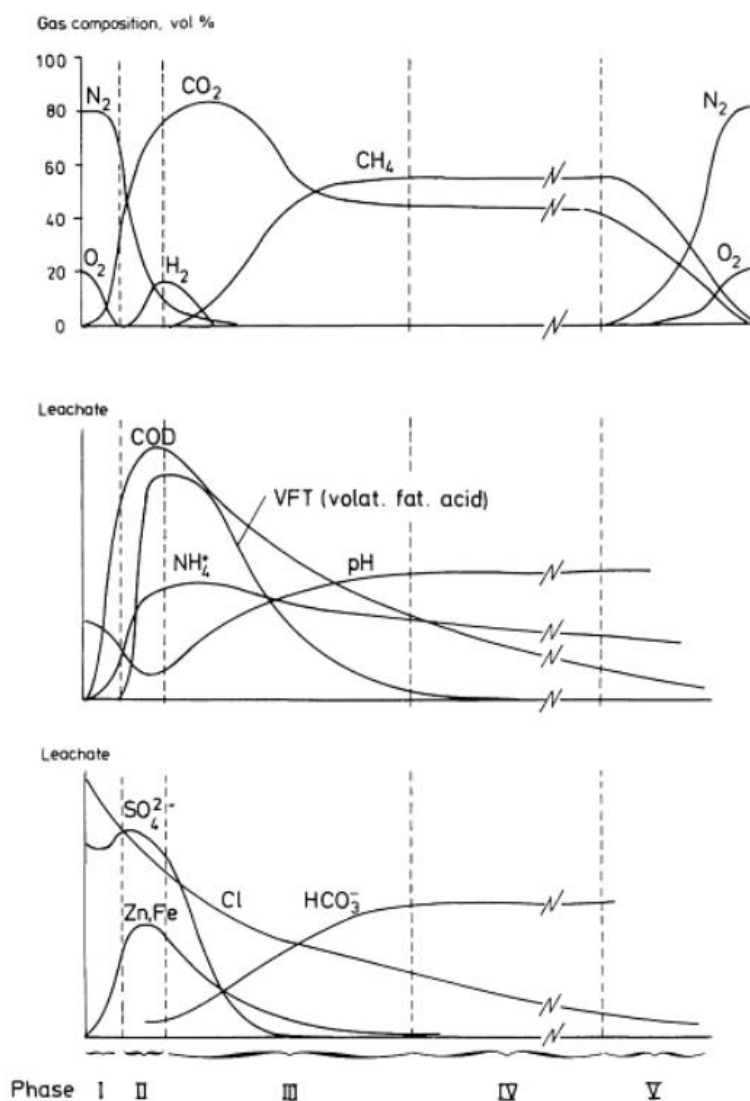 Gas composition, vol %
100
80
60
40
20
0
N₂
O₂
CO₂
H₂
CH₄
N₂
O₂
Leachate
COD
VFT (volat. fat. acid)
NH₄⁺
pH
Leachate
SO₄²⁻
Zn,Fe
Cl
HCO₃⁻
Phase I II III IV V